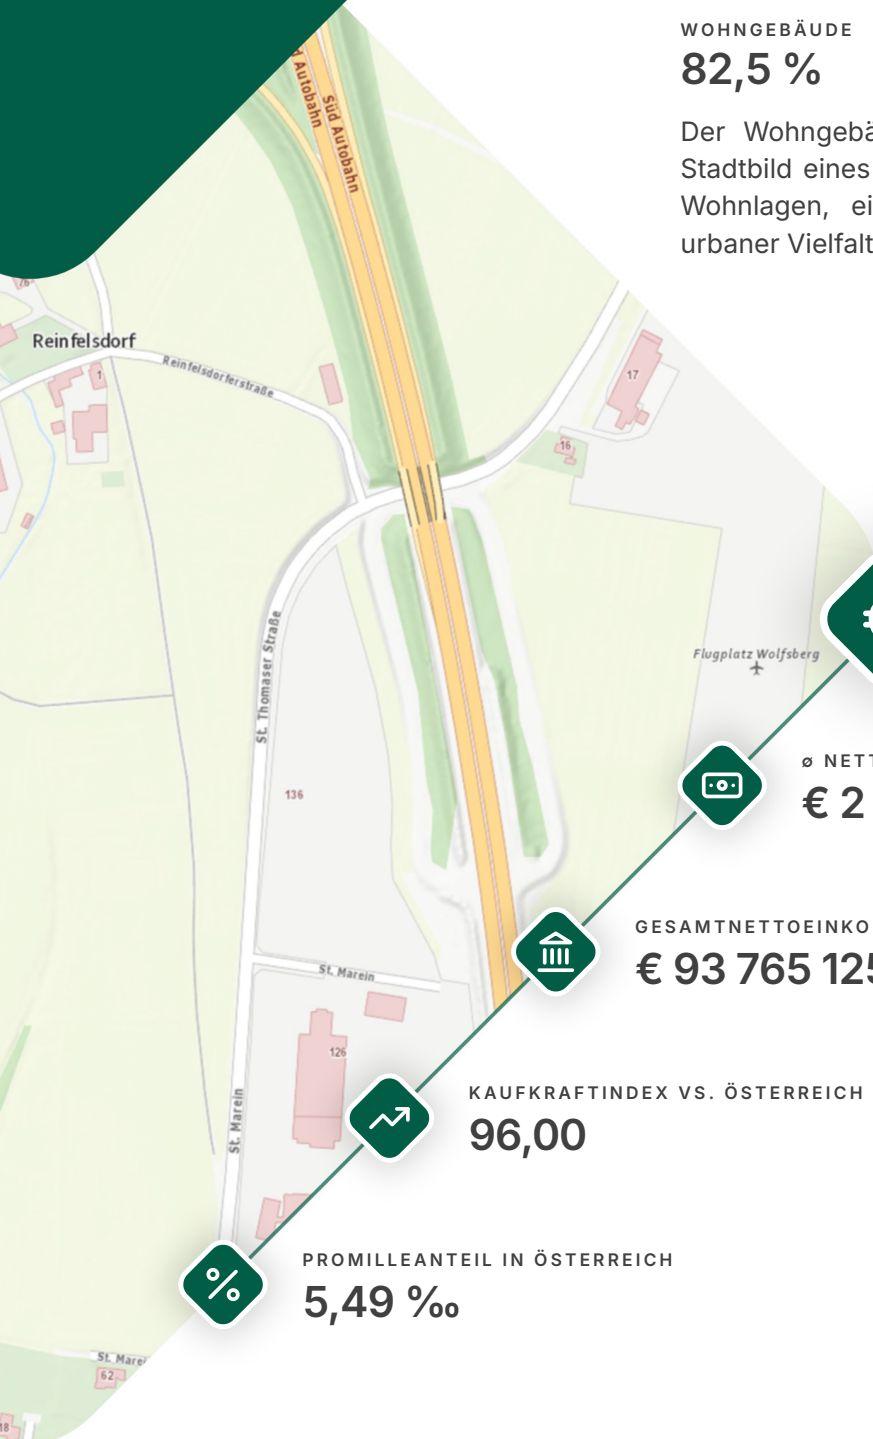 WOHNGEBÄUDE
82,5 %
Der Wohngebä
Stadtbild eines
Wohnlagen, ei
urbaner Vielfalt
d Autobahn
Süd Autobahn
76
Reinfelsdorf
1
Reinfelsdorferstraße
17
16
St. Thomaser Straße
Flugplatz Wolfsberg
136
ø NETT
€ 2
GESAMTNETTOEINKO
€ 93 765 125
St. Marein
126
KAUFKRAFTINDEX VS. ÖSTERREICH
96,00
St. Marein
PROMILLEANTEIL IN ÖSTERREICH
5,49 ‰
St. Marei
62
18